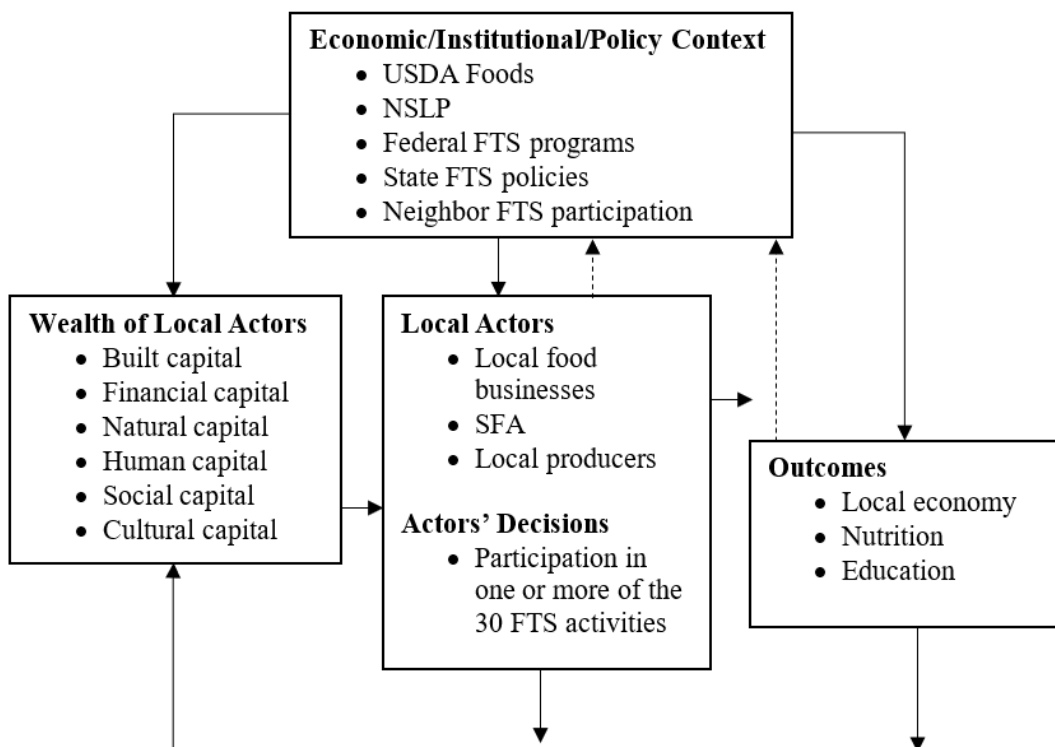 Economic/Institutional/Policy Context
• USDA Foods
• NSLP
• Federal FTS programs
• State FTS policies
• Neighbor FTS participation
Wealth of Local Actors
• Built capital
• Financial capital
• Natural capital
• Human capital
• Social capital
• Cultural capital
Local Actors
• Local food
businesses
• SFA
• Local producers
Actors’ Decisions
• Participation in
one or more of the
30 FTS activities
Outcomes
• Local economy
• Nutrition
• Education